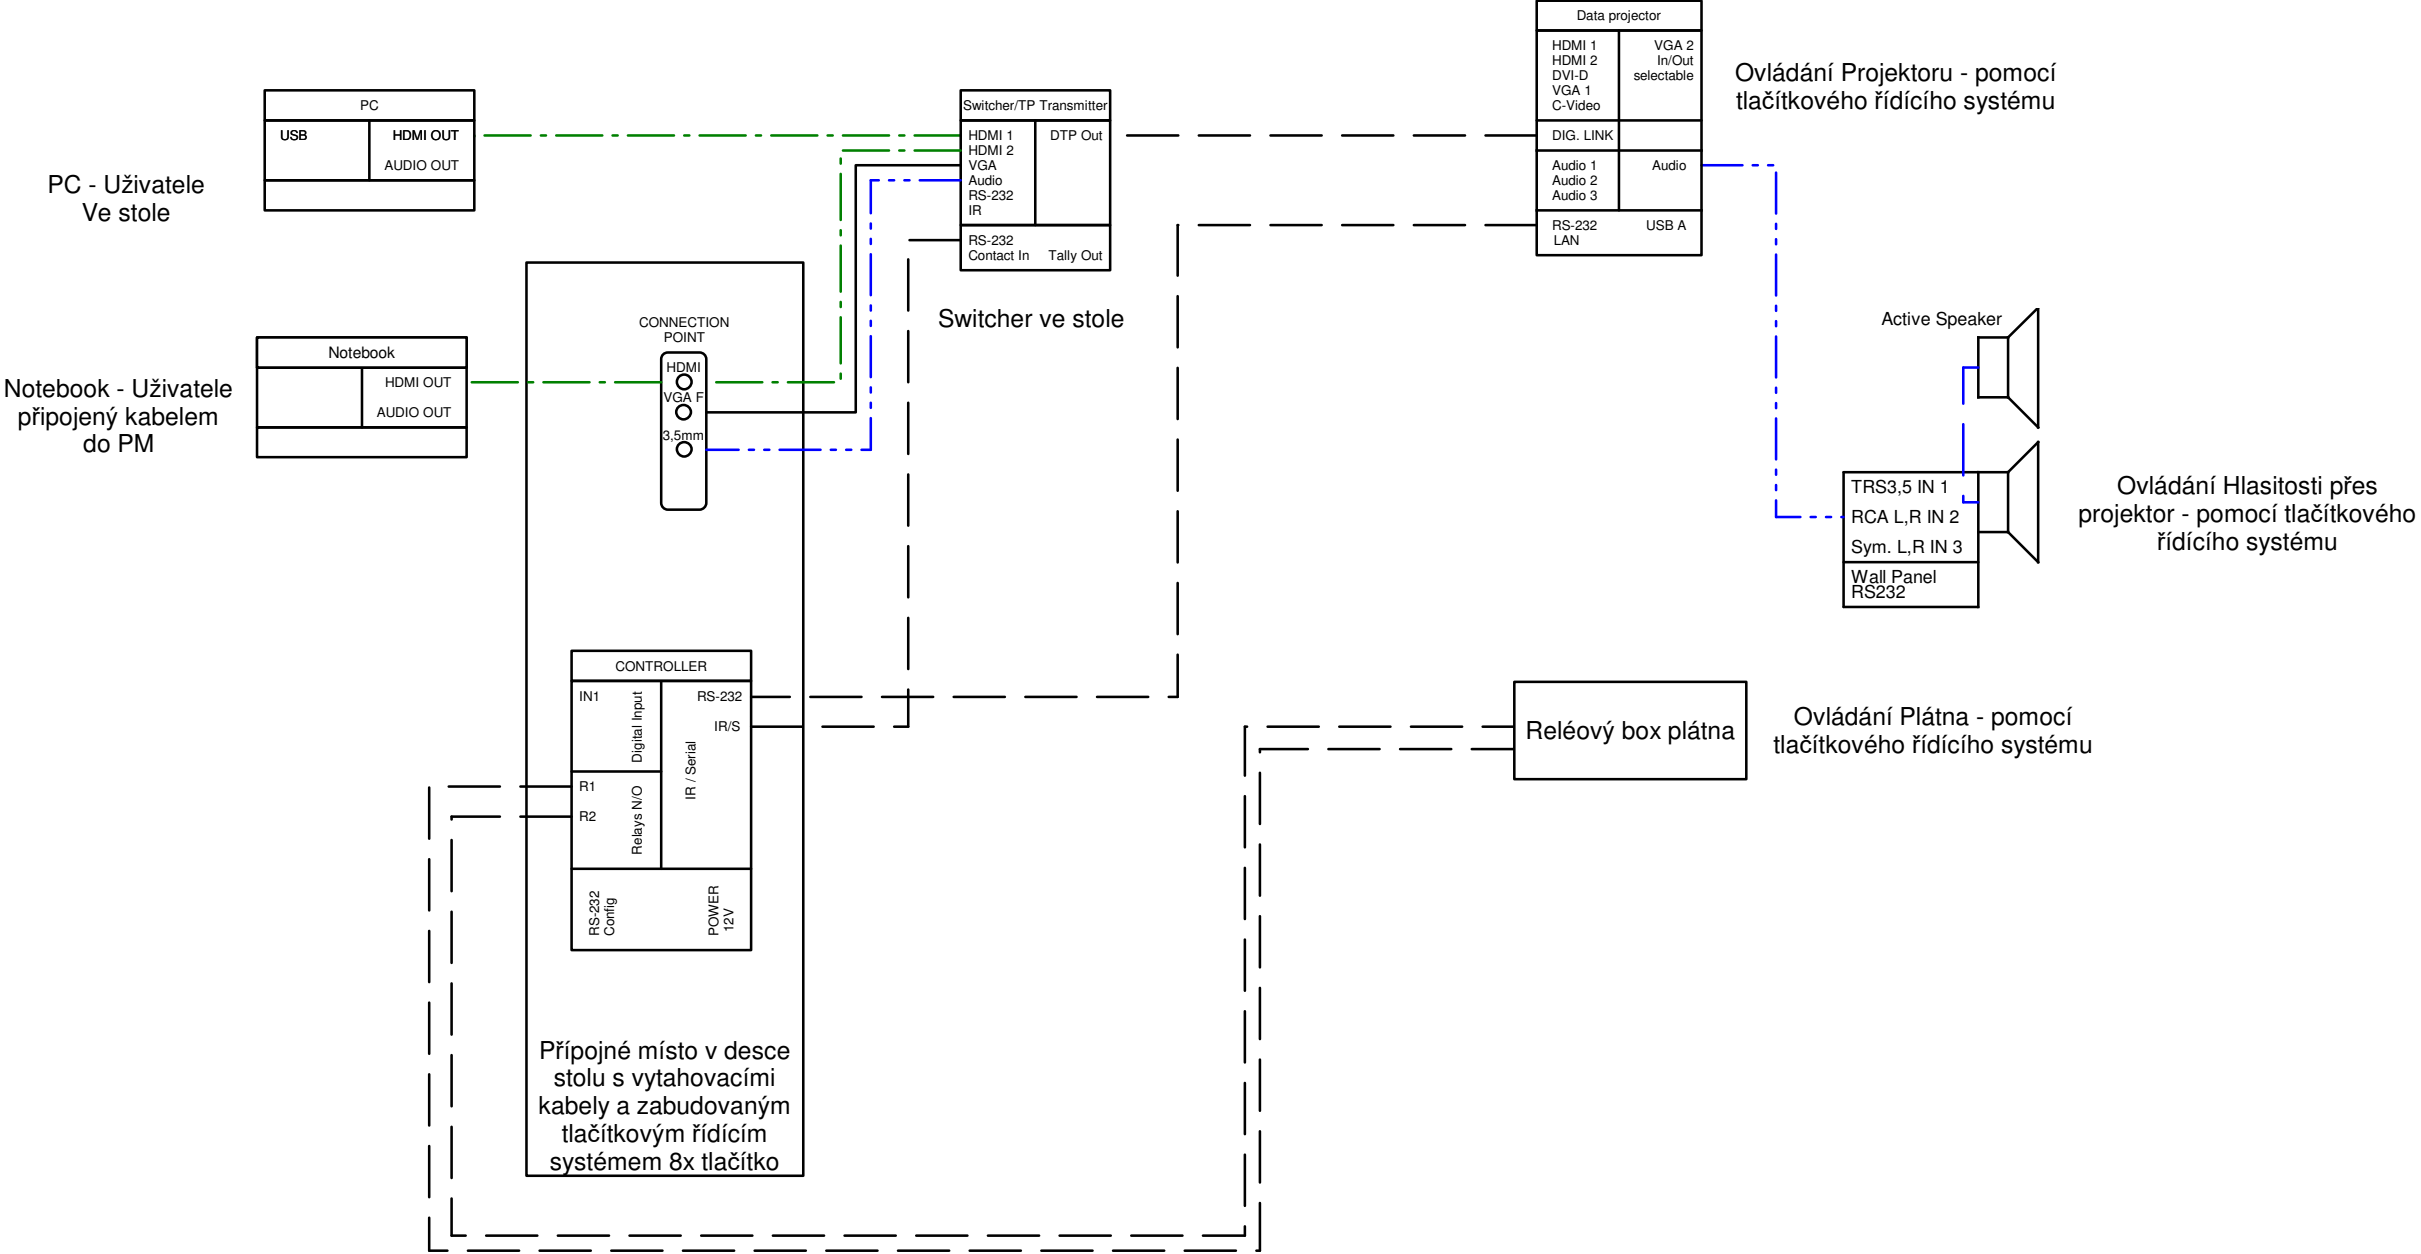 Data projector
HDMI 1
HDMI 2
DVI-D
VGA 1
C-Video
VGA 2
In/Out
selectable
DIG. LINK
Audio 1
Audio 2
Audio 3
Audio
RS-232
LAN
USB A
Ovládání Projektoru - pomocí
tlačítkového řídícího systému
PC
USB
HDMI OUT
AUDIO OUT
PC - Uživatele
Ve stole
Switcher/TP Transmitter
HDMI 1
HDMI 2
VGA
Audio
RS-232
IR
DTP Out
RS-232
Contact In
Tally Out
Switcher ve stole
CONNECTION
POINT
HDMI
VGA F
3,5mm
Notebook
HDMI OUT
AUDIO OUT
Notebook - Uživatele
připojený kabelem
do PM
Active Speaker
TRS3,5 IN 1
RCA L,R IN 2
Sym. L,R IN 3
Wall Panel
RS232
Ovládání Hlasitosti přes
projektor - pomocí tlačítkového
řídícího systému
CONTROLLER
IN1
Digital Input
RS-232
IR/S
IR / Serial
R1
R2
Relays N/O
RS-232
Config
POWER
12V
Reléový box plátna
Ovládání Plátna - pomocí
tlačítkového řídícího systému
Přípojné místo v desce
stolu s vytahovacími
kabely a zabudovaným
tlačítkovým řídícím
systémem 8x tlačítko